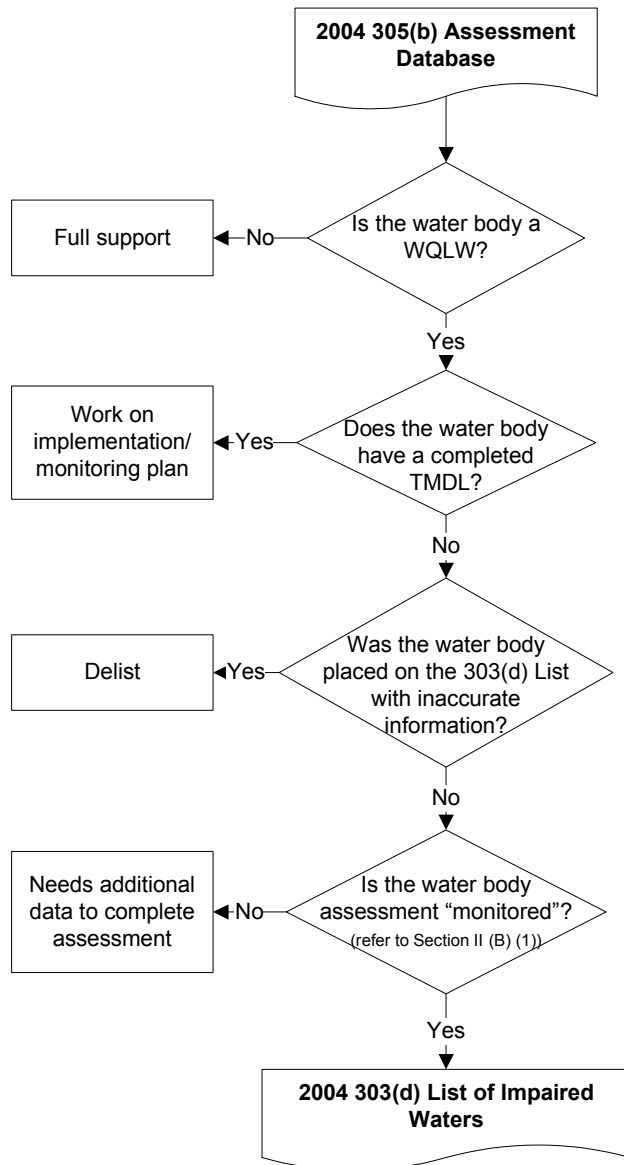 2004 305(b) Assessment
Database
Is the water body a
WQLW?
No
Full support
Yes
Does the water body
have a completed
TMDL?
Yes
Work on
implementation/
monitoring plan
No
Was the water body
placed on the 303(d) List
with inaccurate
information?
Yes
Delist
No
Is the water body
assessment “monitored”?
(refer to Section II (B) (1))
No
Needs additional
data to complete
assessment
Yes
2004 303(d) List of Impaired
Waters